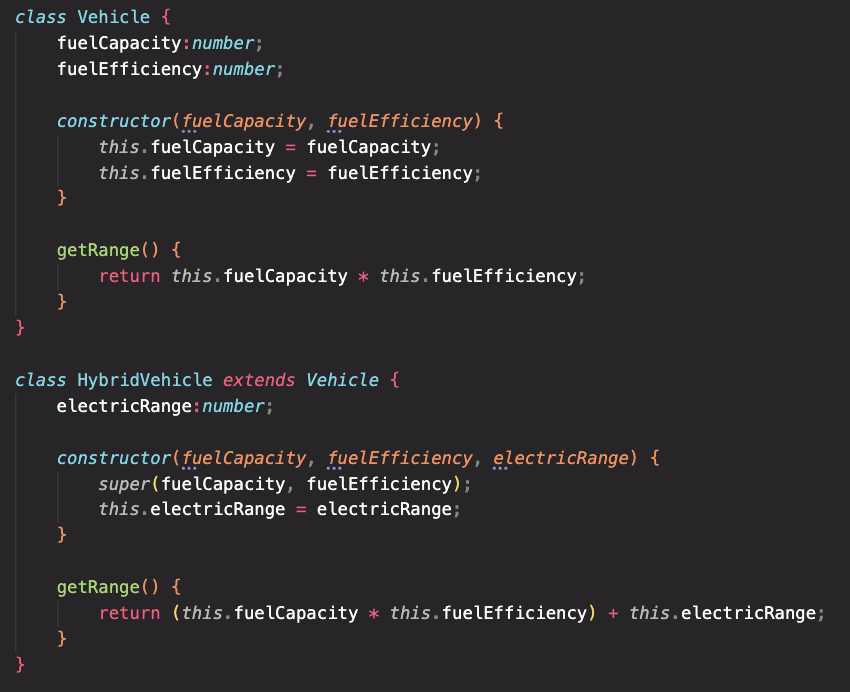 class Vehicle {
    fuelCapacity:number;
    fuelEfficiency:number;

    constructor(fuelCapacity, fuelEfficiency) {
        this.fuelCapacity = fuelCapacity;
        this.fuelEfficiency = fuelEfficiency;
    }

    getRange() {
        return this.fuelCapacity * this.fuelEfficiency;
    }
}

class HybridVehicle extends Vehicle {
    electricRange:number;

    constructor(fuelCapacity, fuelEfficiency, electricRange) {
        super(fuelCapacity, fuelEfficiency);
        this.electricRange = electricRange;
    }

    getRange() {
        return (this.fuelCapacity * this.fuelEfficiency) + this.electricRange;
    }
}